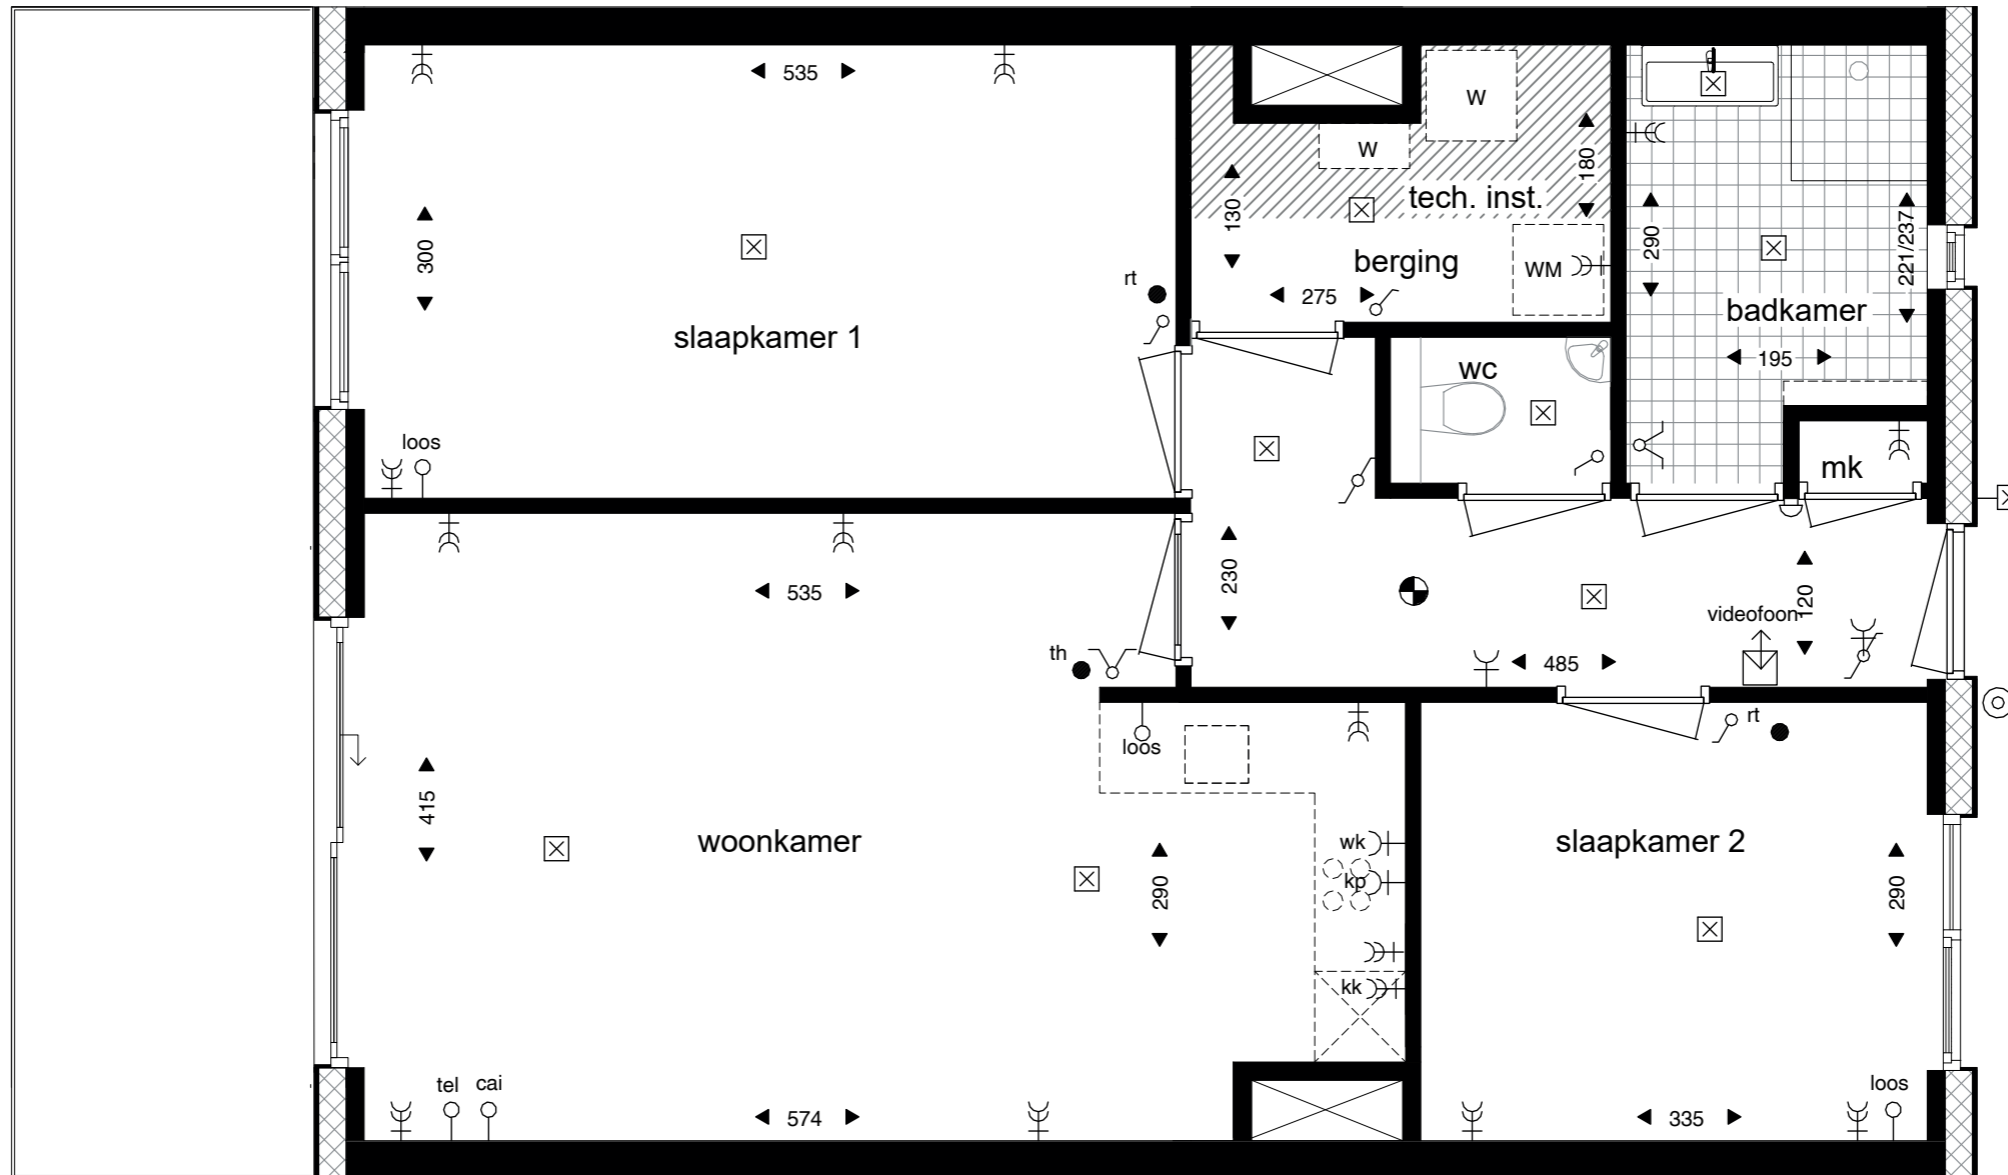 535
W
W
180
tech. inst.
130
290
221/237
300
berging
WM
rt
275
badkamer
slaapkamer 1
195
wc
loos
mk
230
535
120
videofoon
th
485
rt
loos
415
woonkamer
wk
slaapkamer 2
kp
290
290
kk
tel
cai
loos
574
335